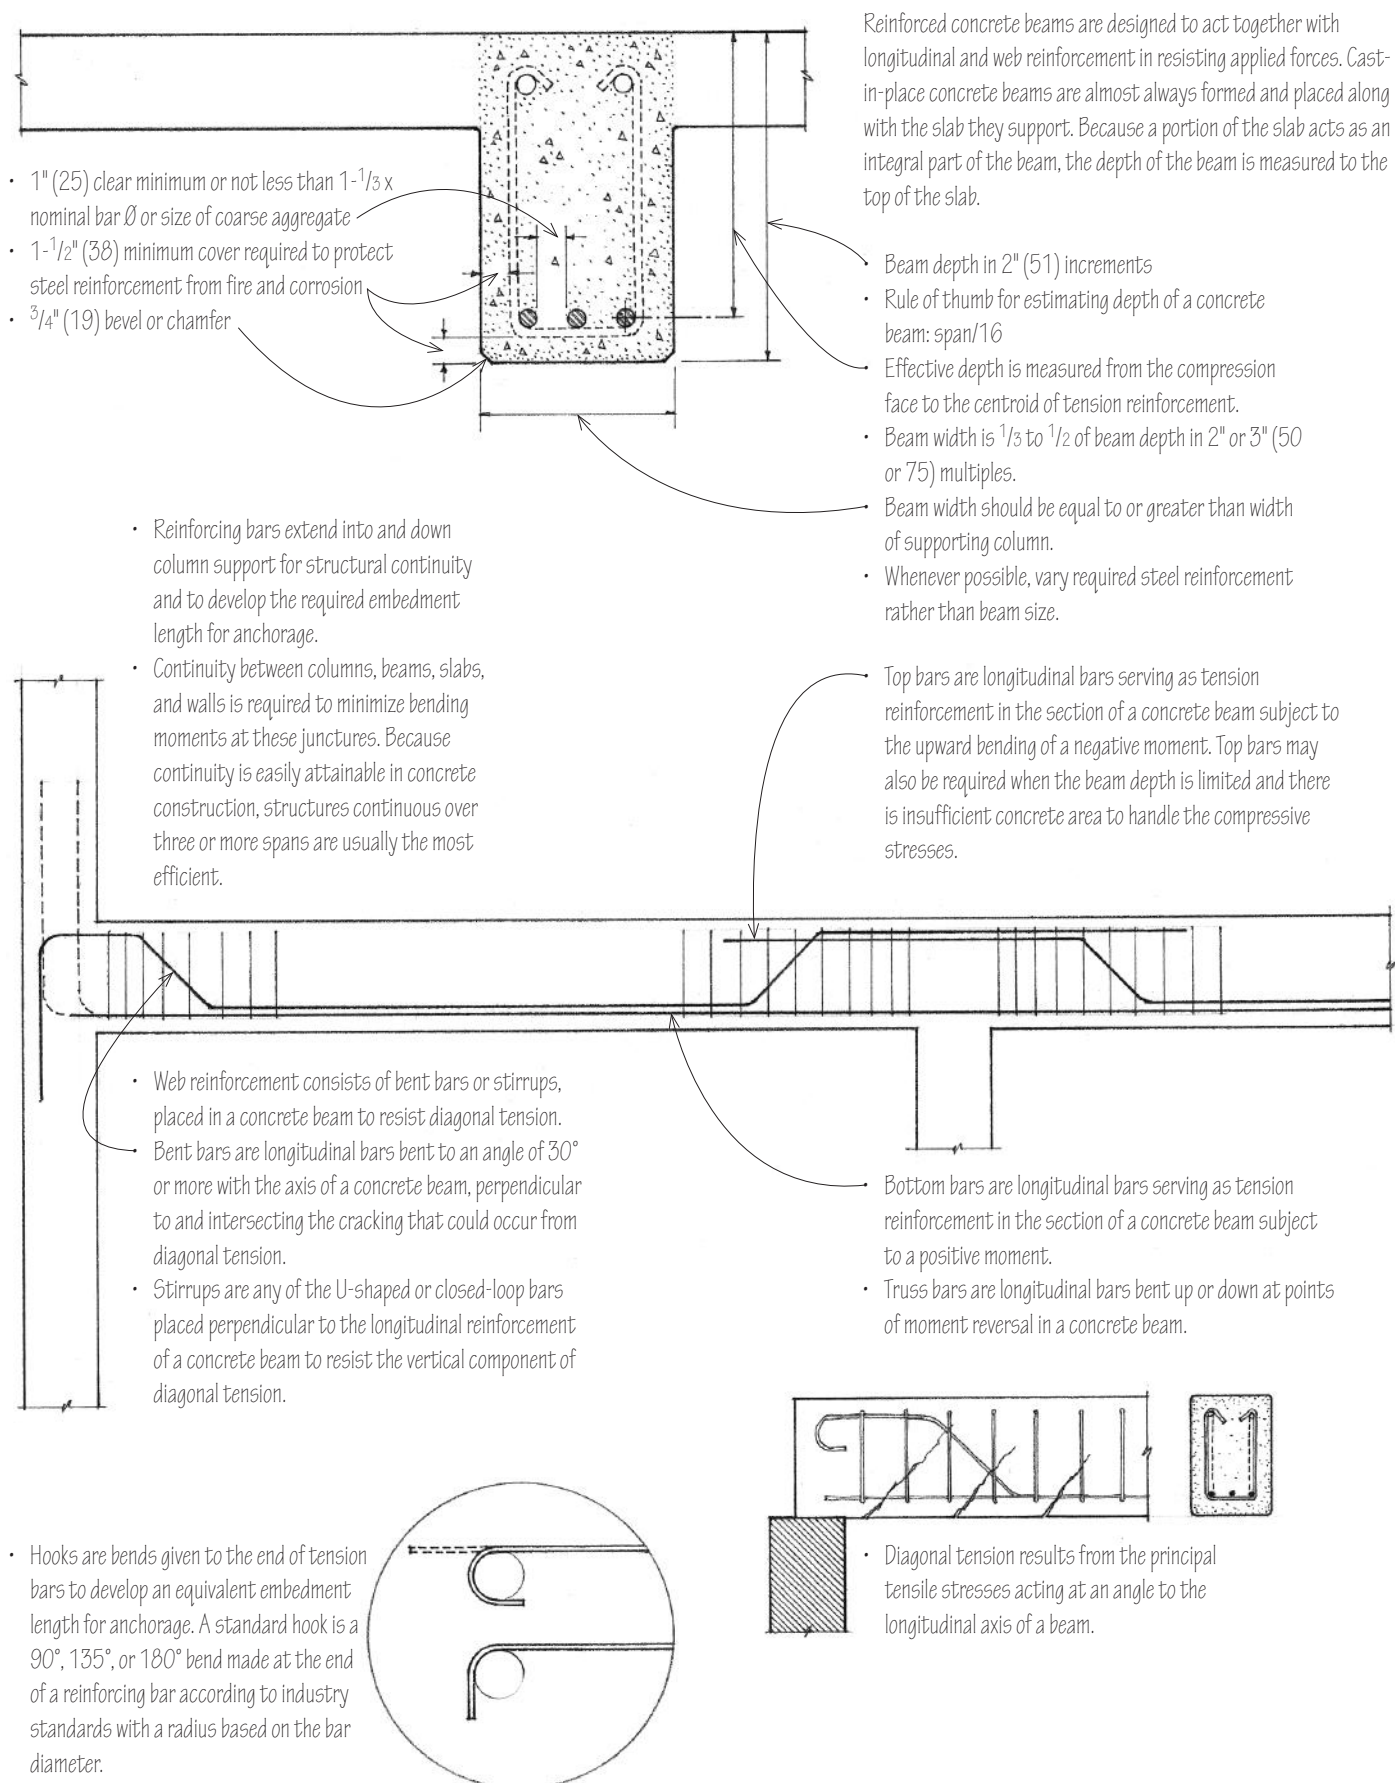 Reinforced concrete beams are designed to act together with
longitudinal and web reinforcement in resisting applied forces. Cast-
in-place concrete beams are almost always formed and placed along
with the slab they support. Because a portion of the slab acts as an
integral part of the beam, the depth of the beam is measured to the
top of the slab.
• 1" (25) clear minimum or not less than 1-1/3 x
nominal bar Ø or size of coarse aggregate
• 1-1/2" (38) minimum cover required to protect
steel reinforcement from fire and corrosion
• 3/4" (19) bevel or chamfer
• Beam depth in 2" (51) increments
• Rule of thumb for estimating depth of a concrete
beam: span/16
• Effective depth is measured from the compression
face to the centroid of tension reinforcement.
• Beam width is 1/3 to 1/2 of beam depth in 2" or 3" (50
or 75) multiples.
• Beam width should be equal to or greater than width
of supporting column.
• Whenever possible, vary required steel reinforcement
rather than beam size.
• Reinforcing bars extend into and down
column support for structural continuity
and to develop the required embedment
length for anchorage.
• Continuity between columns, beams, slabs,
and walls is required to minimize bending
moments at these junctures. Because
continuity is easily attainable in concrete
construction, structures continuous over
three or more spans are usually the most
efficient.
• Top bars are longitudinal bars serving as tension
reinforcement in the section of a concrete beam subject to
the upward bending of a negative moment. Top bars may
also be required when the beam depth is limited and there
is insufficient concrete area to handle the compressive
stresses.
• Web reinforcement consists of bent bars or stirrups,
placed in a concrete beam to resist diagonal tension.
• Bent bars are longitudinal bars bent to an angle of 30°
or more with the axis of a concrete beam, perpendicular
to and intersecting the cracking that could occur from
diagonal tension.
• Stirrups are any of the U-shaped or closed-loop bars
placed perpendicular to the longitudinal reinforcement
of a concrete beam to resist the vertical component of
diagonal tension.
• Bottom bars are longitudinal bars serving as tension
reinforcement in the section of a concrete beam subject
to a positive moment.
• Truss bars are longitudinal bars bent up or down at points
of moment reversal in a concrete beam.
• Hooks are bends given to the end of tension
bars to develop an equivalent embedment
length for anchorage. A standard hook is a
90°, 135°, or 180° bend made at the end
of a reinforcing bar according to industry
standards with a radius based on the bar
diameter.
• Diagonal tension results from the principal
tensile stresses acting at an angle to the
longitudinal axis of a beam.